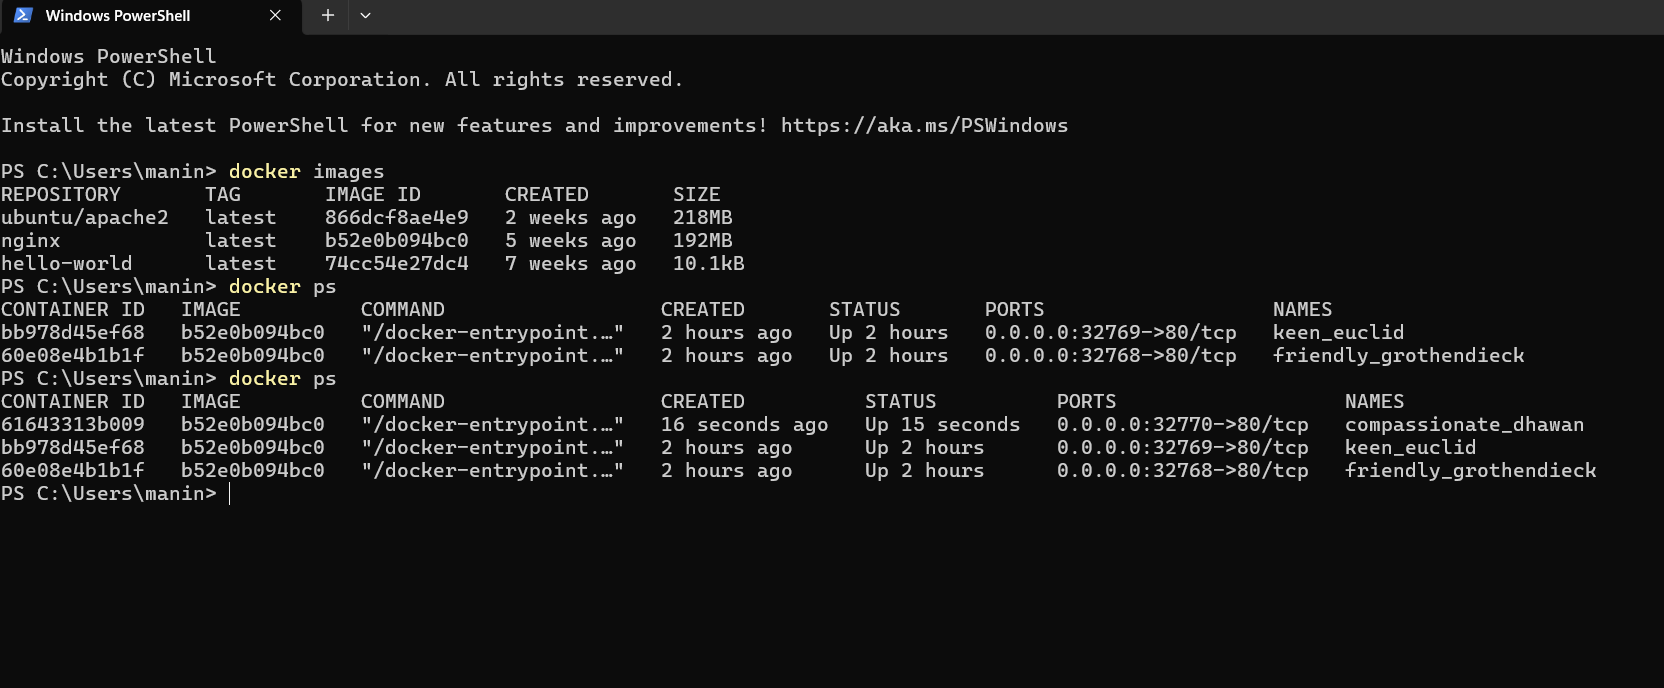 Windows PowerShell
Windows PowerShell
Copyright (C) Microsoft Corporation. All rights reserved.
Install the latest PowerShell for new features and improvements! https://aka.ms/PSWindows
PS C:\Users\manin> docker images
REPOSITORY       TAG       IMAGE ID       CREATED       SIZE
ubuntu/apache2   latest    866dcf8ae4e9   2 weeks ago   218MB
nginx            latest    b52e0b094bc0   5 weeks ago   192MB
hello-world      latest    74cc54e27dc4   7 weeks ago   10.1kB
PS C:\Users\manin> docker ps
CONTAINER ID   IMAGE          COMMAND                  CREATED       STATUS       PORTS                   NAMES
bb978d45ef68   b52e0b094bc0   "/docker-entrypoint.…"   2 hours ago   Up 2 hours   0.0.0.0:32769->80/tcp   keen_euclid
60e08e4b1b1f   b52e0b094bc0   "/docker-entrypoint.…"   2 hours ago   Up 2 hours   0.0.0.0:32768->80/tcp   friendly_grothendieck
PS C:\Users\manin> docker ps
CONTAINER ID   IMAGE          COMMAND                  CREATED          STATUS          PORTS                   NAMES
61643313b009   b52e0b094bc0   "/docker-entrypoint.…"   16 seconds ago   Up 15 seconds   0.0.0.0:32770->80/tcp   compassionate_dhawan
bb978d45ef68   b52e0b094bc0   "/docker-entrypoint.…"   2 hours ago      Up 2 hours      0.0.0.0:32769->80/tcp   keen_euclid
60e08e4b1b1f   b52e0b094bc0   "/docker-entrypoint.…"   2 hours ago      Up 2 hours      0.0.0.0:32768->80/tcp   friendly_grothendieck
PS C:\Users\manin>